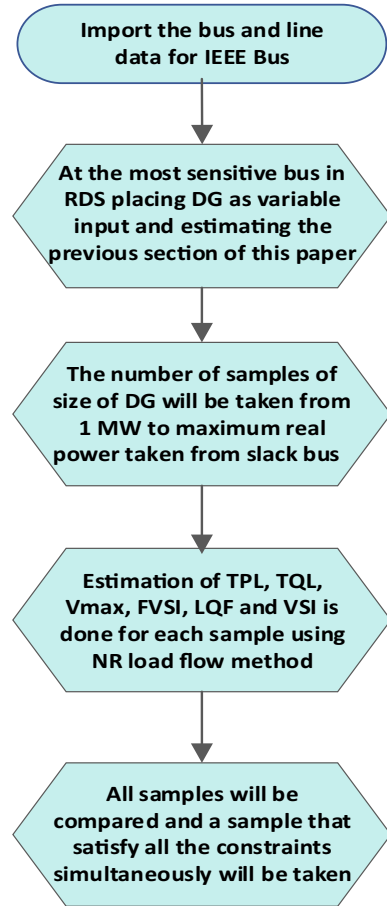 Import the bus and line
data for IEEE Bus
At the most sensitive bus in
RDS placing DG as variable
input and estimating the
previous section of this paper
The number of samples of
size of DG will be taken from
1 MW to maximum real
power taken from slack bus
Estimation of TPL, TQL,
Vmax, FVSI, LQF and VSI is
done for each sample using
NR load flow method
All samples will be
compared and a sample that
satisfy all the constraints
simultaneously will be taken